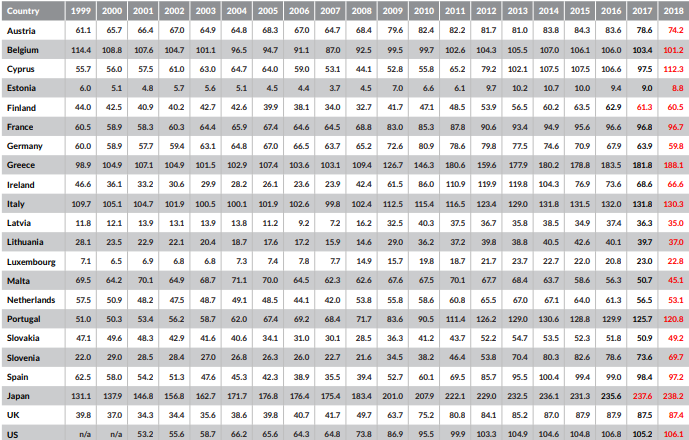 Country 1999 2000 2001 2002 2003 2004 2005 2006 2007 2008 2009 2010 2011 2012 2013 2014 2015 2016 2017 2018
Austria 61.1 65.7 66.4 67.0 64.9 64.8 68.3 67.0 64.7 68.4 79.6 82.4 82.2 81.7 81.0 83.8 84.3 83.6 78.6 74.2
Belgium 114.4 108.8 107.6 104.7 101.1 96.5 94.7 91.1 87.0 92.5 99.5 99.7 102.6 104.3 105.5 107.0 106.1 106.0 103.4 101.2
Cyprus 55.7 56.0 57.5 61.0 63.0 64.7 64.0 59.0 53.1 44.1 52.8 55.8 65.2 79.2 102.1 107.5 107.5 106.6 97.5 112.3
Estonia 6.0 5.1 4.8 5.7 5.6 5.1 4.5 4.4 3.7 4.5 7.0 6.6 6.1 9.7 10.2 10.7 10.0 9.4 9.0 8.8
Finland 44.0 42.5 40.9 40.2 42.7 42.6 39.9 38.1 34.0 32.7 41.7 47.1 48.5 53.9 56.5 60.2 63.5 62.9 61.3 60.5
France 60.5 58.9 58.3 60.3 64.4 65.9 67.4 64.6 64.5 68.8 83.0 85.3 87.8 90.6 93.4 94.9 95.6 96.6 96.8 96.7
Germany 60.0 58.9 57.7 59.4 63.1 64.8 67.0 66.5 63.7 65.2 72.6 80.9 78.6 79.8 77.5 74.6 70.9 67.9 63.9 59.8
Greece 98.9 104.9 107.1 104.9 101.5 102.9 107.4 103.6 103.1 109.4 126.7 146.3 180.6 159.6 177.9 180.2 178.8 183.5 181.8 188.1
Ireland 46.6 36.1 33.2 30.6 29.9 28.2 26.1 23.6 23.9 42.4 61.5 86.0 110.9 119.9 119.8 104.3 76.9 73.6 68.6 66.6
Italy 109.7 105.1 104.7 101.9 100.5 100.1 101.9 102.6 99.8 102.4 112.5 115.4 116.5 123.4 129.0 131.8 131.5 132.0 131.8 130.3
Latvia 11.8 12.1 13.9 13.1 13.9 13.8 11.2 9.2 7.2 16.2 32.5 40.3 37.5 36.7 35.8 38.5 34.9 37.4 36.3 35.0
Lithuania 28.1 23.5 22.9 22.1 20.4 18.7 17.6 17.2 15.9 14.6 29.0 36.2 37.2 39.8 38.8 40.5 42.6 40.1 39.7 37.0
Luxembourg 7.1 6.5 6.9 6.8 6.8 7.3 7.4 7.8 7.7 14.9 15.7 19.8 18.7 21.7 23.7 22.7 22.0 20.8 23.0 22.8
Malta 69.5 64.2 70.1 64.9 68.7 71.1 70.0 64.5 62.3 62.6 67.6 67.5 70.1 67.7 68.4 63.7 58.6 56.3 50.7 45.1
Netherlands 57.5 50.9 48.2 47.5 48.7 49.1 48.5 44.1 42.0 53.8 55.8 58.6 60.8 65.5 67.0 67.1 64.0 61.3 56.5 53.1
Portugal 51.0 50.3 53.4 56.2 58.7 62.0 67.4 69.2 68.4 71.7 83.6 90.5 111.4 126.2 129.0 130.6 128.8 129.9 125.7 120.8
Slovakia 47.1 49.6 48.3 42.9 41.6 40.6 34.1 31.0 30.1 28.5 36.3 41.2 43.7 52.2 54.7 53.5 52.3 51.8 50.9 49.2
Slovenia 22.0 29.0 28.5 28.4 27.0 26.8 26.3 26.0 22.7 21.6 34.5 38.2 46.4 53.8 70.4 80.3 82.6 78.6 73.6 69.7
Spain 62.5 58.0 54.2 51.3 47.6 45.3 42.3 38.9 35.5 39.4 52.7 60.1 69.5 85.7 95.5 100.4 99.4 99.0 98.4 97.2
Japan 131.1 137.9 146.8 156.8 162.7 171.7 176.8 176.4 175.4 183.4 201.0 207.9 222.1 229.0 232.5 236.1 231.3 235.6 237.6 238.2
UK 39.8 37.0 34.3 34.4 35.6 38.6 39.8 40.7 41.7 49.7 63.7 75.2 80.8 84.1 85.2 87.0 87.9 87.9 87.5 87.4
US n/a n/a 53.2 55.6 58.7 66.2 65.6 64.3 64.8 73.8 86.9 95.5 99.9 103.3 104.9 104.6 104.8 106.8 105.2 106.1